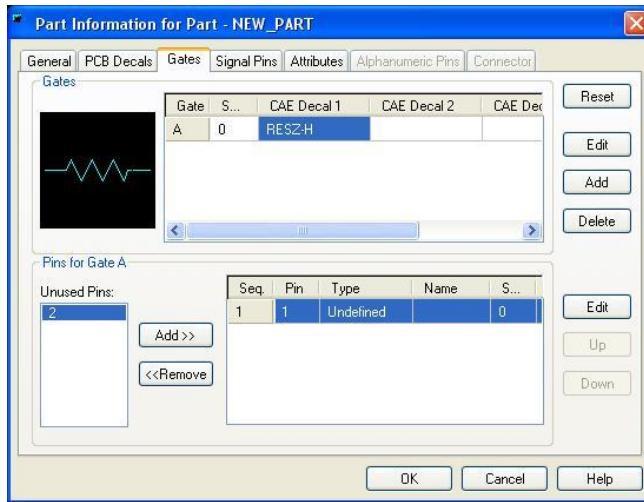 Part Information for Part - NEW_PART
General PCB Decals Gates Signal Pins Attributes Alphanumeric Pins Connector
Gates
Gate S... CAE Decal 1 CAE Decal 2 CAE Dec
A 0 RESZ-H
Reset
Edit
Add
Delete
Pins for Gate A
Unused Pins:
2
Add >>
<<Remove
Seq. Pin Type Name S...
1 1 Undefined 0
Edit
Up
Down
OK Cancel Help